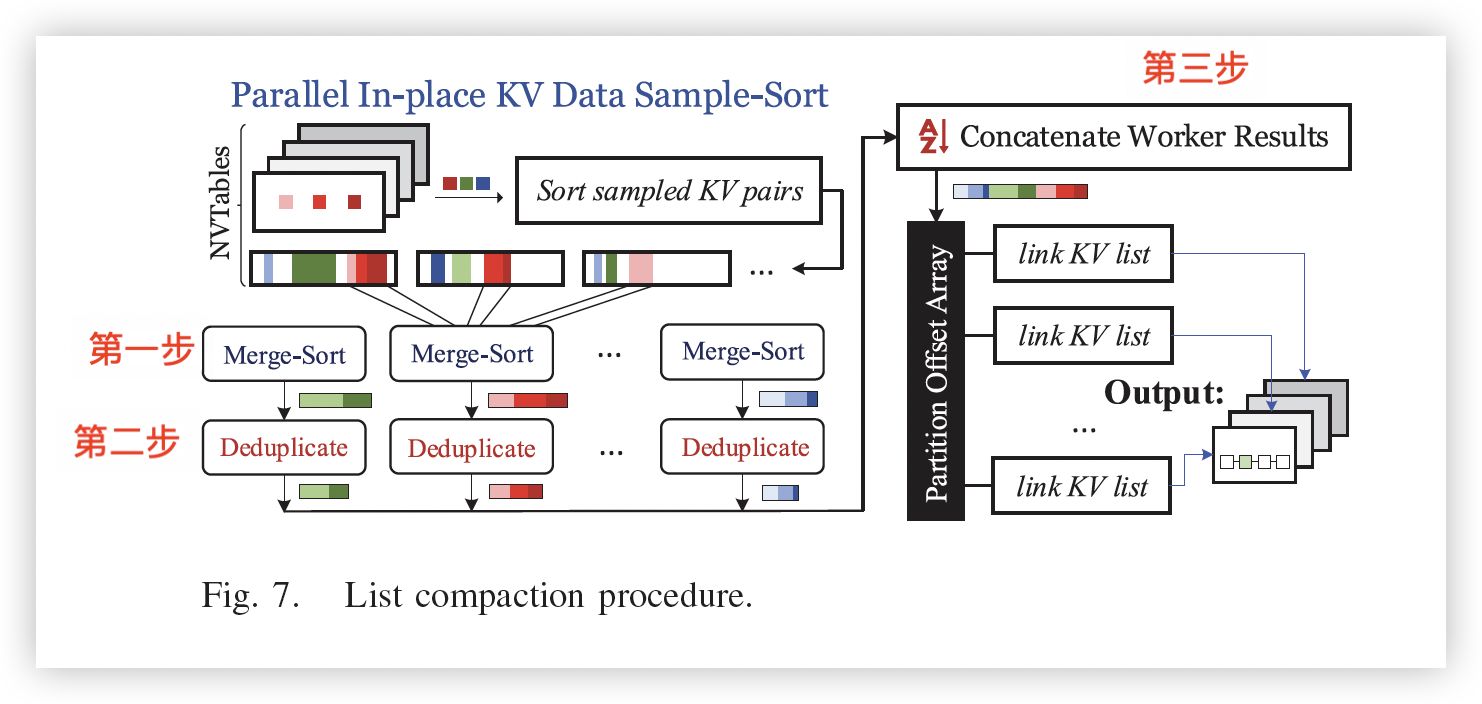 Parallel In-place KV Data Sample-Sort
NVTables
Sort sampled KV pairs
...
第一步
Merge-Sort
Merge-Sort
...
Merge-Sort
第二步
Deduplicate
Deduplicate
...
Deduplicate
第三步
AZ Concatenate Worker Results
Partition Offset Array
link KV list
link KV list
...
link KV list
Output:
Fig. 7. List compaction procedure.